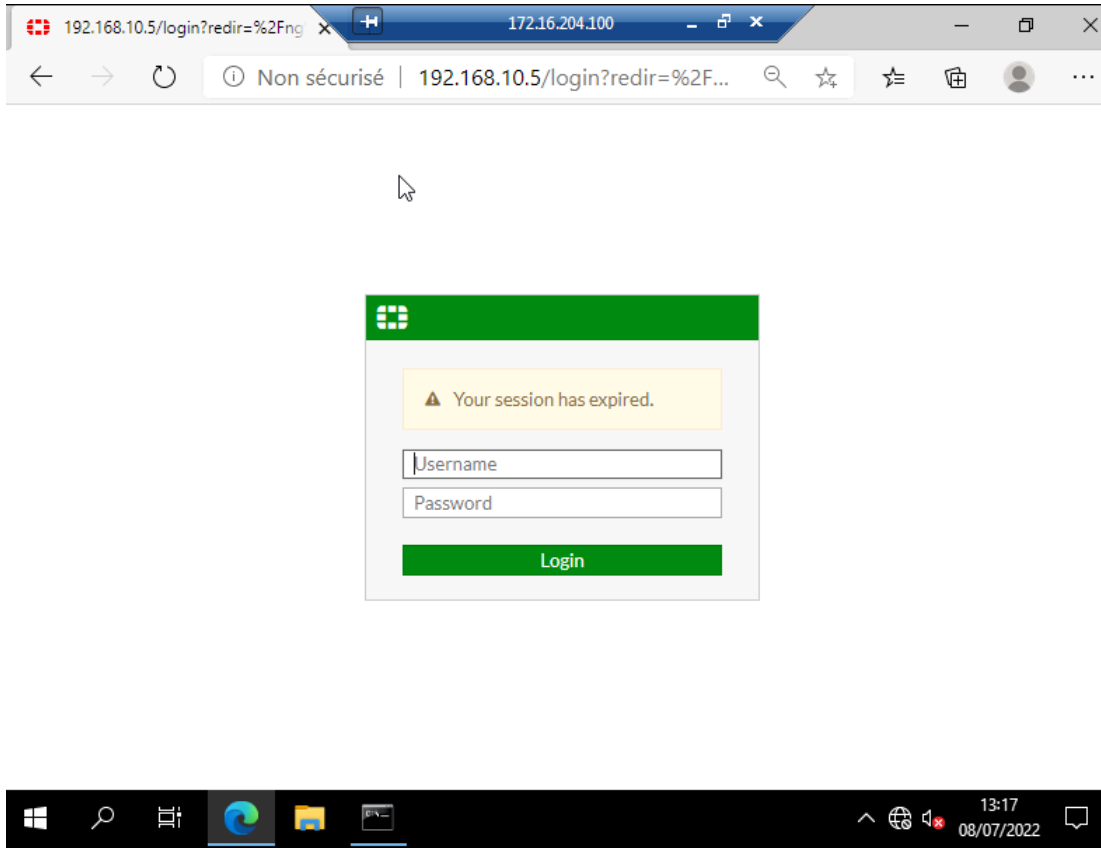 192.168.10.5/login?redir=%2Fng
172.16.204.100
Non sécurisé | 192.168.10.5/login?redir=%2F...
Your session has expired.
Username
Password
Login
13:17
08/07/2022